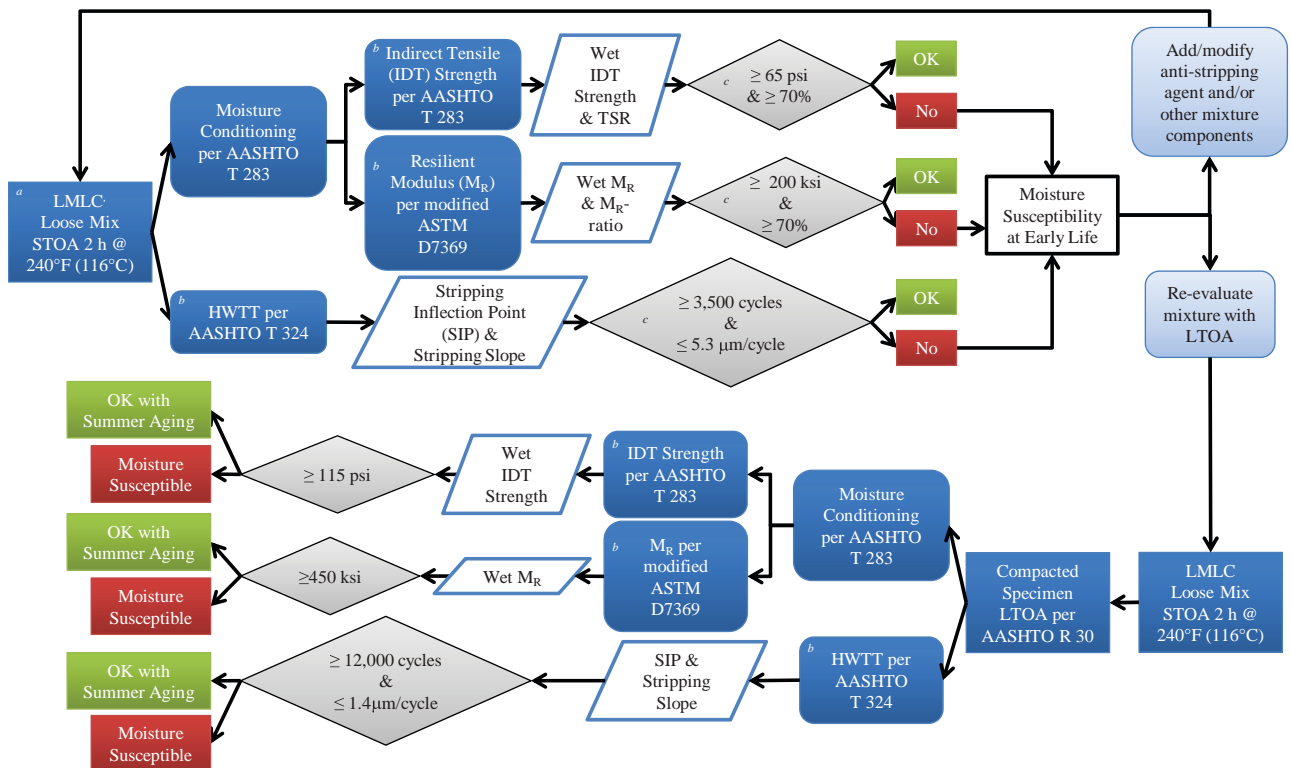 a
LMLC
Loose Mix
STOA 2 h @
240°F (116°C)
Moisture
Conditioning
per AASHTO
T 283
b
HWTT per
AASHTO T 324
b
Indirect Tensile
(IDT) Strength
per AASHTO
T 283
b
Resilient
Modulus (MR)
per modified
ASTM
D7369
Wet
IDT
Strength
& TSR
Wet MR
& MR-
ratio
Stripping
Inflection Point
(SIP) &
Stripping Slope
c
≥ 65 psi
& ≥ 70%
c
≥ 200 ksi
&
≥ 70%
c
≥ 3,500 cycles
&
≤ 5.3 μm/cycle
OK
No
OK
No
OK
No
Moisture
Susceptibility
at Early Life
Add/modify
anti-stripping
agent and/or
other mixture
components
Re-evaluate
mixture with
LTOA
LMLC
Loose Mix
STOA 2 h @
240°F (116°C)
Compacted
Specimen
LTOA per
AASHTO R 30
Moisture
Conditioning
per AASHTO
T 283
b
HWTT per
AASHTO
T 324
b
IDT Strength
per AASHTO
T 283
b
MR per
modified
ASTM
D7369
Wet
IDT
Strength
Wet MR
SIP &
Stripping
Slope
≥ 115 psi
≥450 ksi
≥ 12,000 cycles
&
≤ 1.4μm/cycle
OK with
Summer Aging
Moisture
Susceptible
OK with
Summer Aging
Moisture
Susceptible
OK with
Summer Aging
Moisture
Susceptible